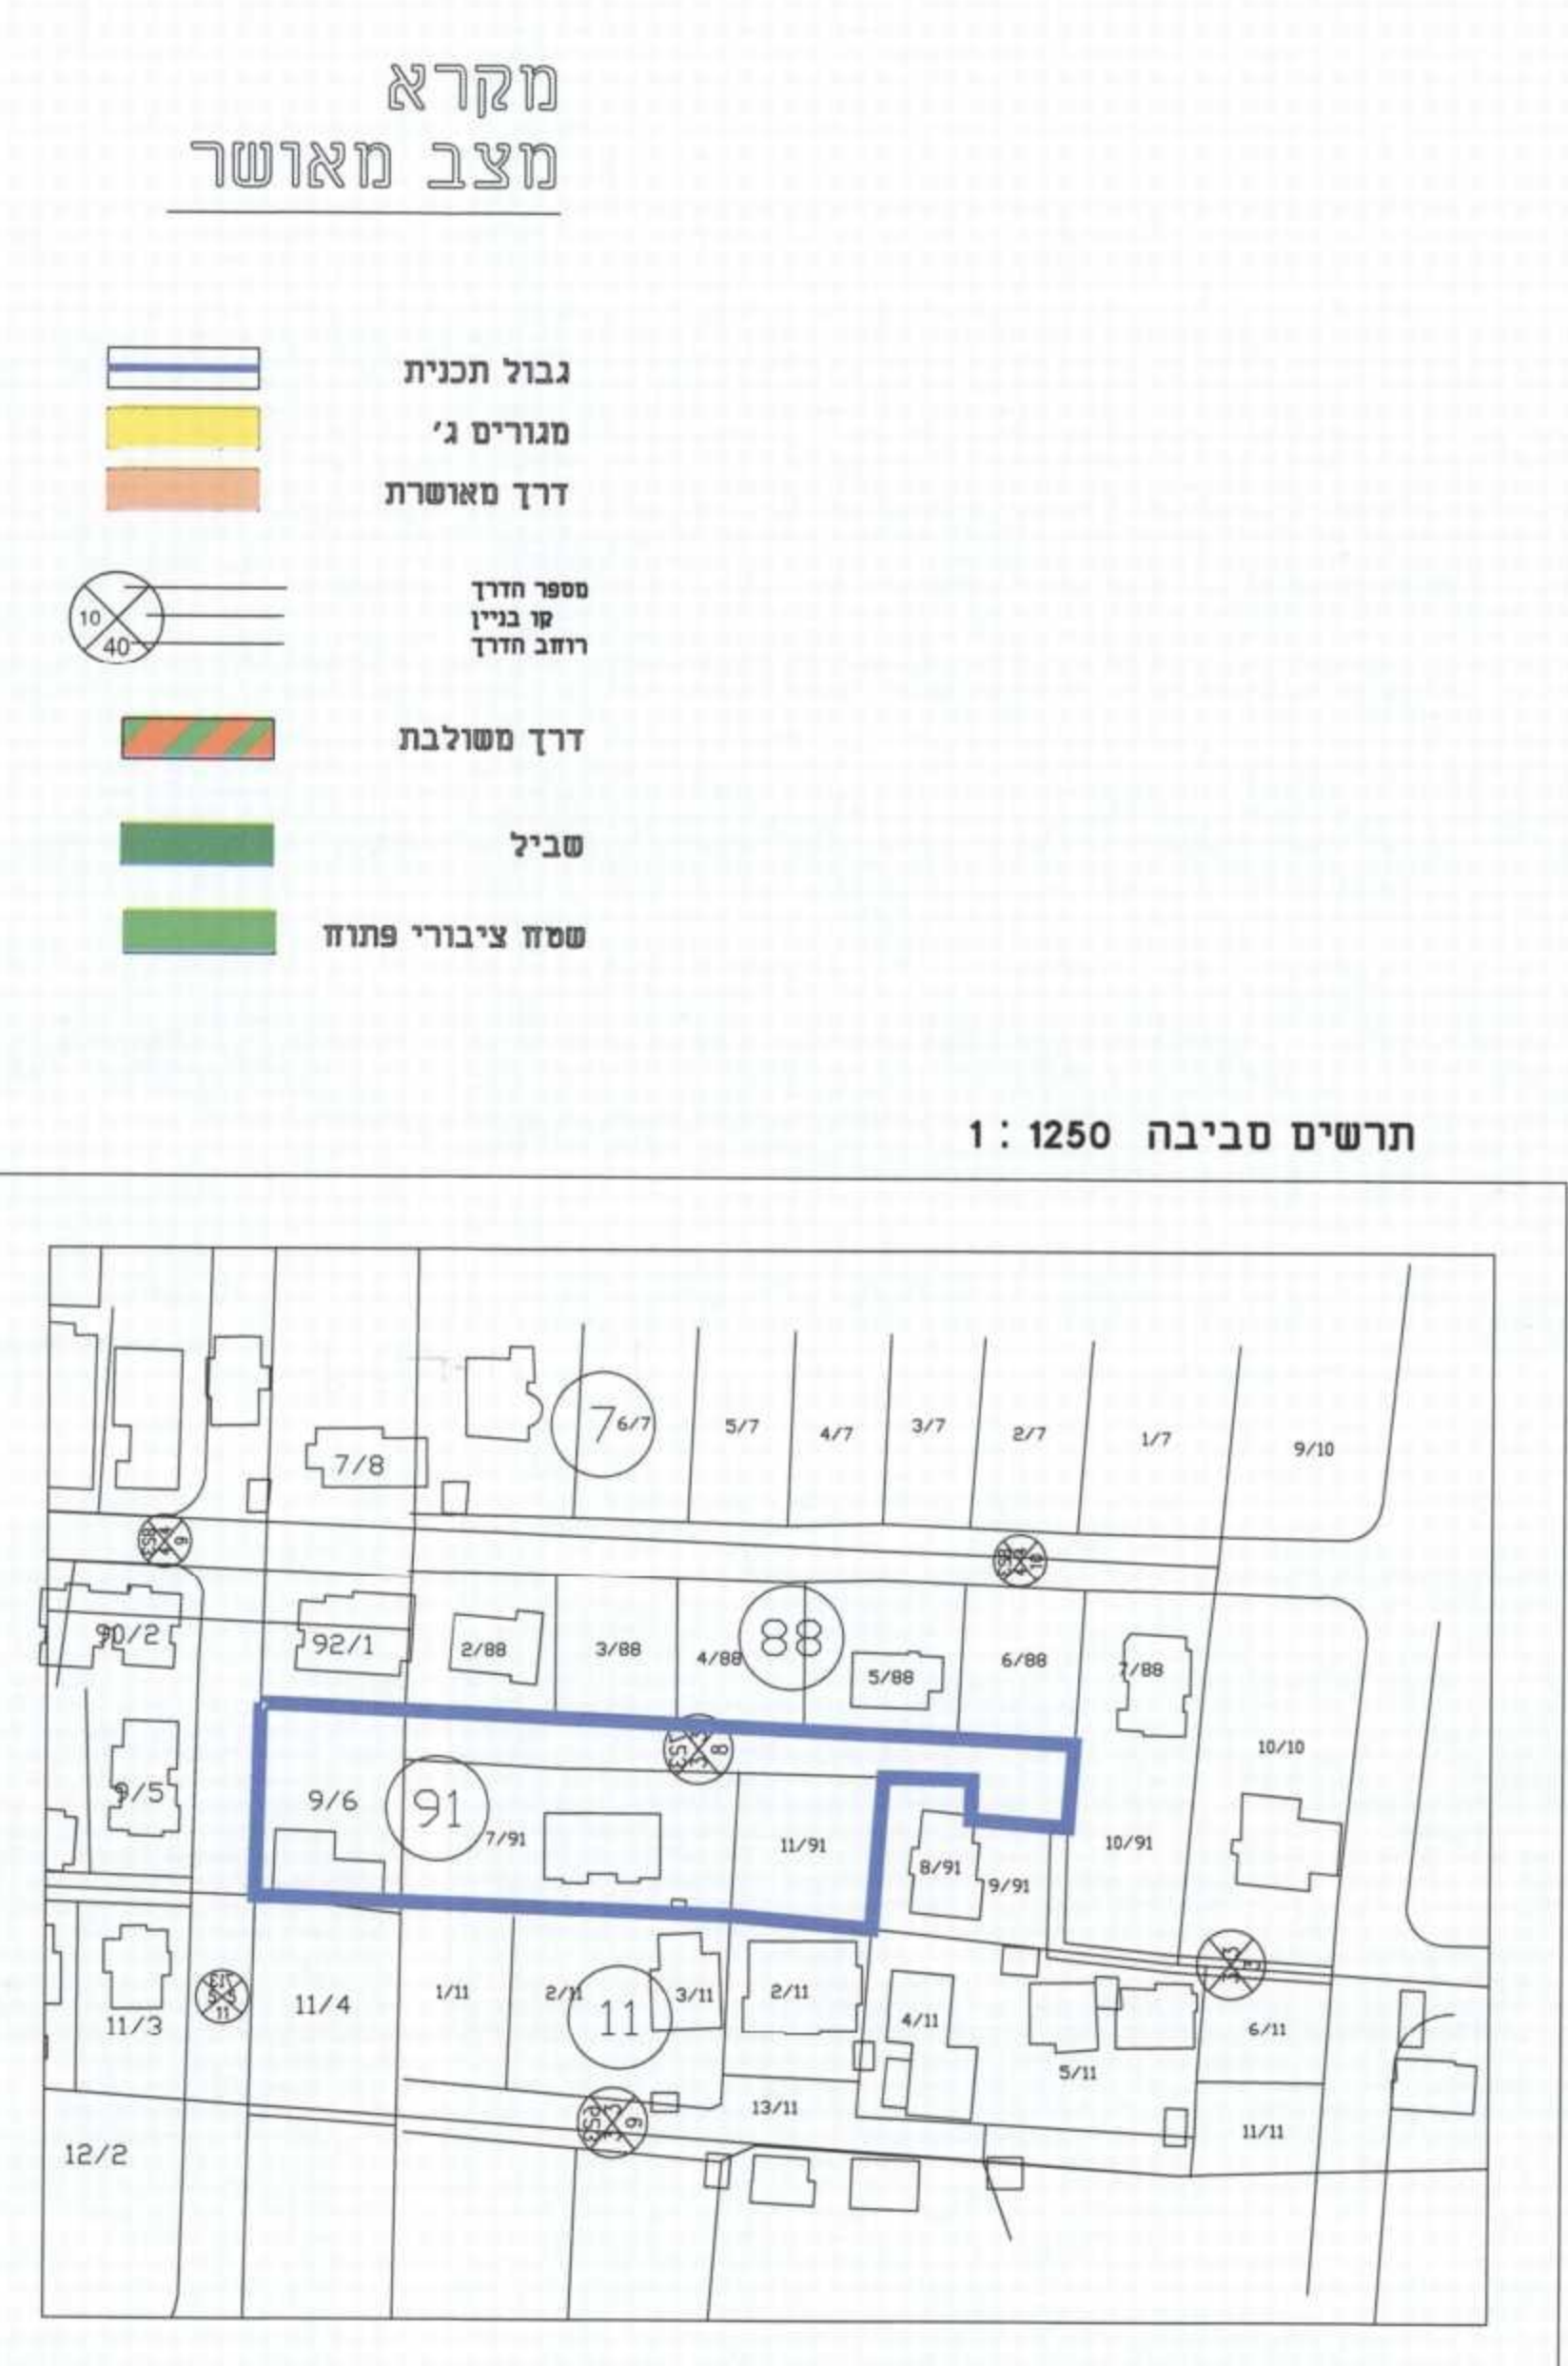 מקרא
מצב מאושר
גבול תכנית
מגורים ג'
דרך מאושרת
מספר הדרך
קו בניין
רוחב הדרך
10
40
דרך משולבת
שביל
שטח ציבורי פתוח
תרשים סביבה 1 : 1250
7 6/7 5/7 4/7 3/7 2/7 1/7 9/10
7/8
9
10
90/2 92/1 2/88 3/88 4/88 88 5/88 6/88 7/88
8
10/10
9/5 9/6 91 7/91 11/91 8/91 9/91 10/91
11
11/3 11/4 1/11 2/11 11 3/11 2/11 4/11 5/11 6/11
9
13/11 11/11
12/2